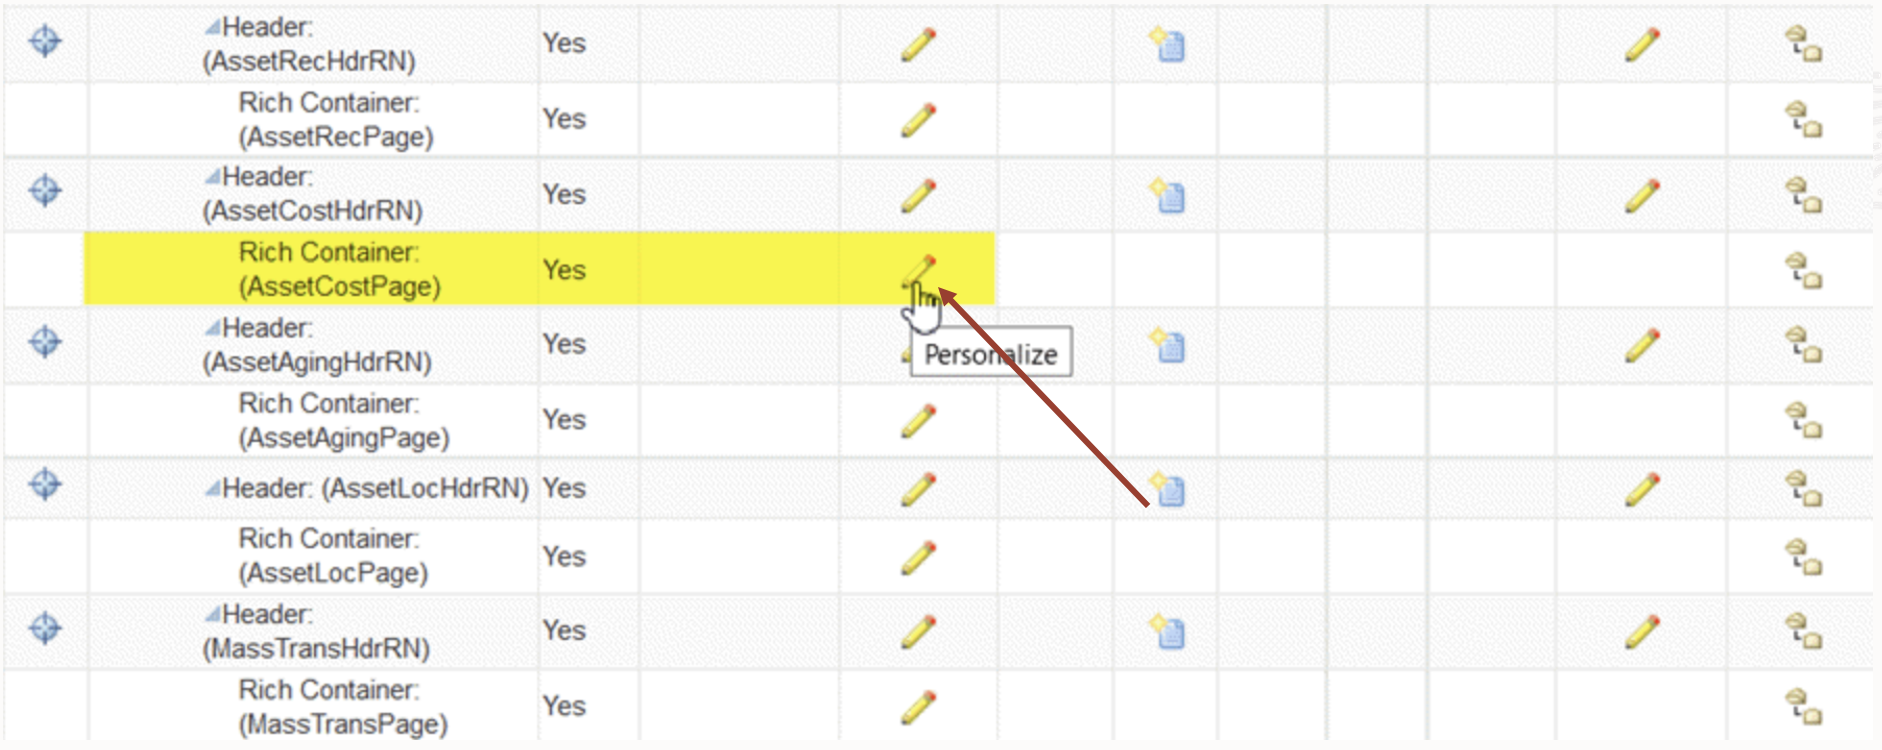 Header:
(AssetRecHdrRN)
Yes
Rich Container:
(AssetRecPage)
Yes
Header:
(AssetCostHdrRN)
Yes
Rich Container:
(AssetCostPage)
Yes
Header:
(AssetAgingHdrRN)
Yes
Personalize
Rich Container:
(AssetAgingPage)
Yes
Header: (AssetLocHdrRN) Yes
Rich Container:
(AssetLocPage)
Yes
Header:
(MassTransHdrRN)
Yes
Rich Container:
(MassTransPage)
Yes